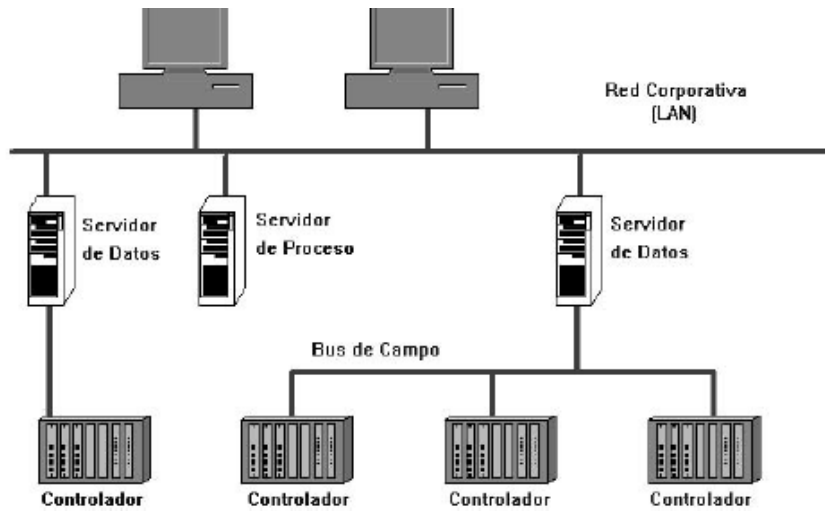 Red Corporativa
(LAN)
Servidor
de Datos
Servidor
de Proceso
Servidor
de Datos
Bus de Campo
Controlador
Controlador
Controlador
Controlador